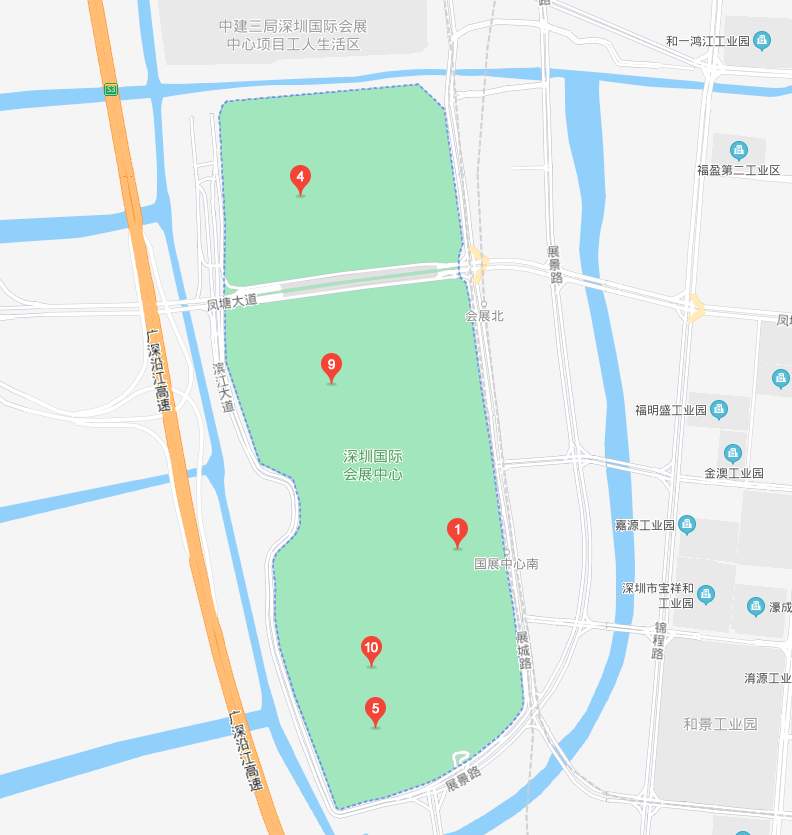 中建三局深圳国际会展
中心项目工人生活区
和一鸿江工业园
S3
福盈第二工业区
4
展景路
凤塘大道
会展北
凤
广深沿江高速
滨江大道
9
福明盛工业园
深圳国际
会展中心
金澳工业园
1
嘉源工业园
国展中心南
深圳市宝祥和
工业园
濠成
展城路
锦程路
10
淯源工业
5
和景工业园
广深沿江高速
展景路